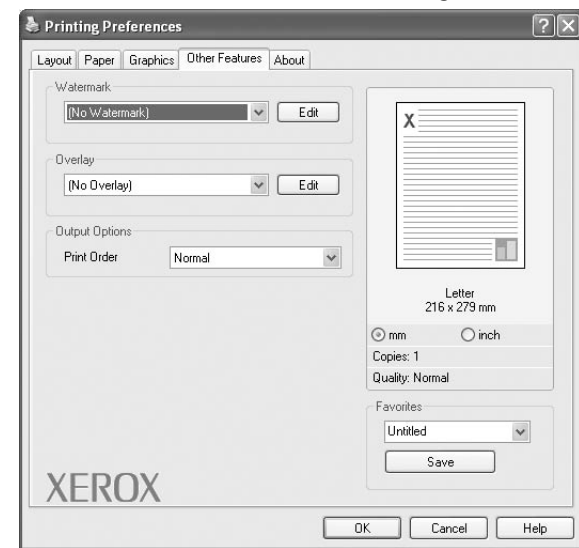 Printing Preferences
Layout Paper Graphics Other Features About
Watermark
(No Watermark) Edit
Overlay
(No Overlay) Edit
Output Options
Print Order Normal
X
Letter
216 x 279 mm
mm inch
Copies: 1
Quality: Normal
Favorites
Untitled
Save
XEROX
OK Cancel Help